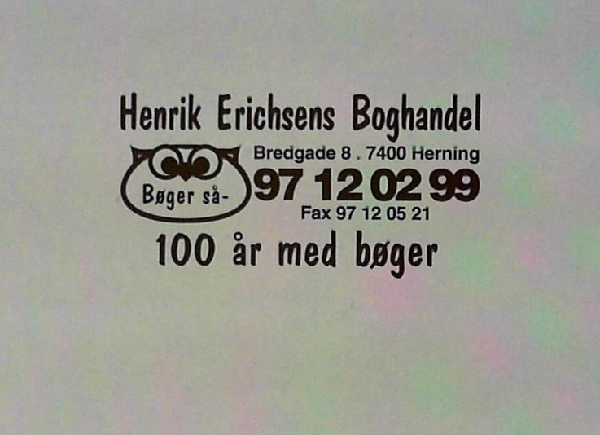 Henrik Erichsens Boghandel
Bredgade 8 . 7400 Herning
Bøger så-
97 12 02 99
Fax 97 12 05 21
100 år med bøger